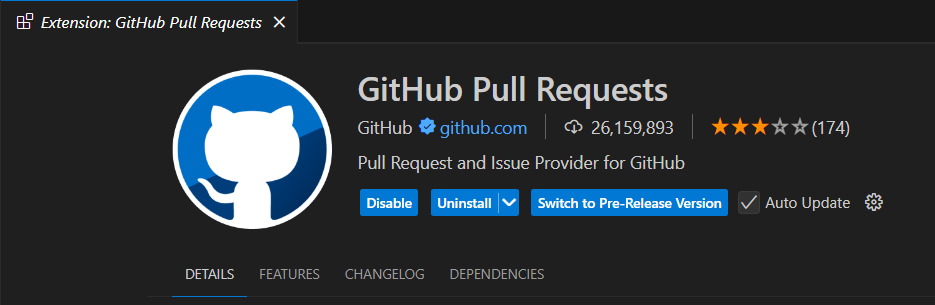 Extension: GitHub Pull Requests
GitHub Pull Requests
GitHub github.com 26,159,893 (174)
Pull Request and Issue Provider for GitHub
Disable Uninstall Switch to Pre-Release Version Auto Update
DETAILS FEATURES CHANGELOG DEPENDENCIES